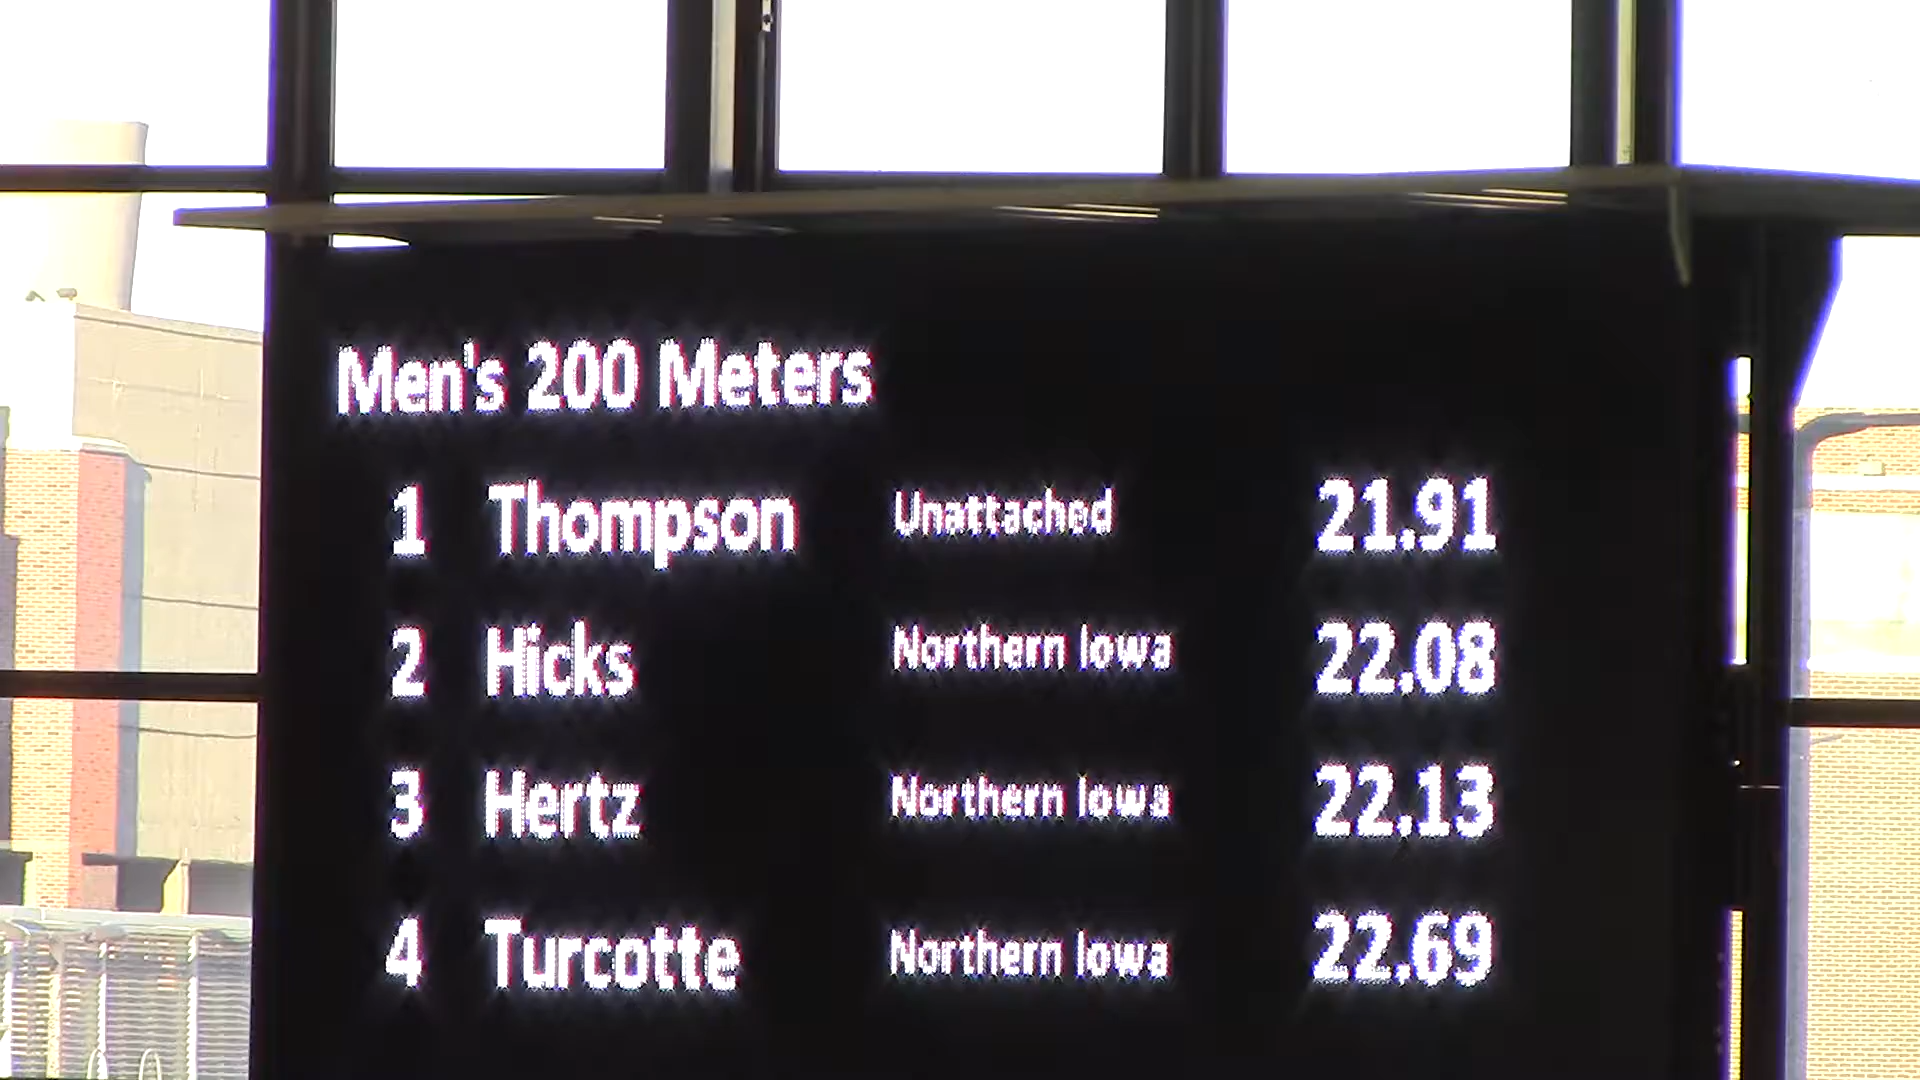 Men's 200 Meters
1 Thompson Unattached 21.91
2 Hicks Northern Iowa 22.08
3 Hertz Northern Iowa 22.13
4 Turcotte Northern Iowa 22.69